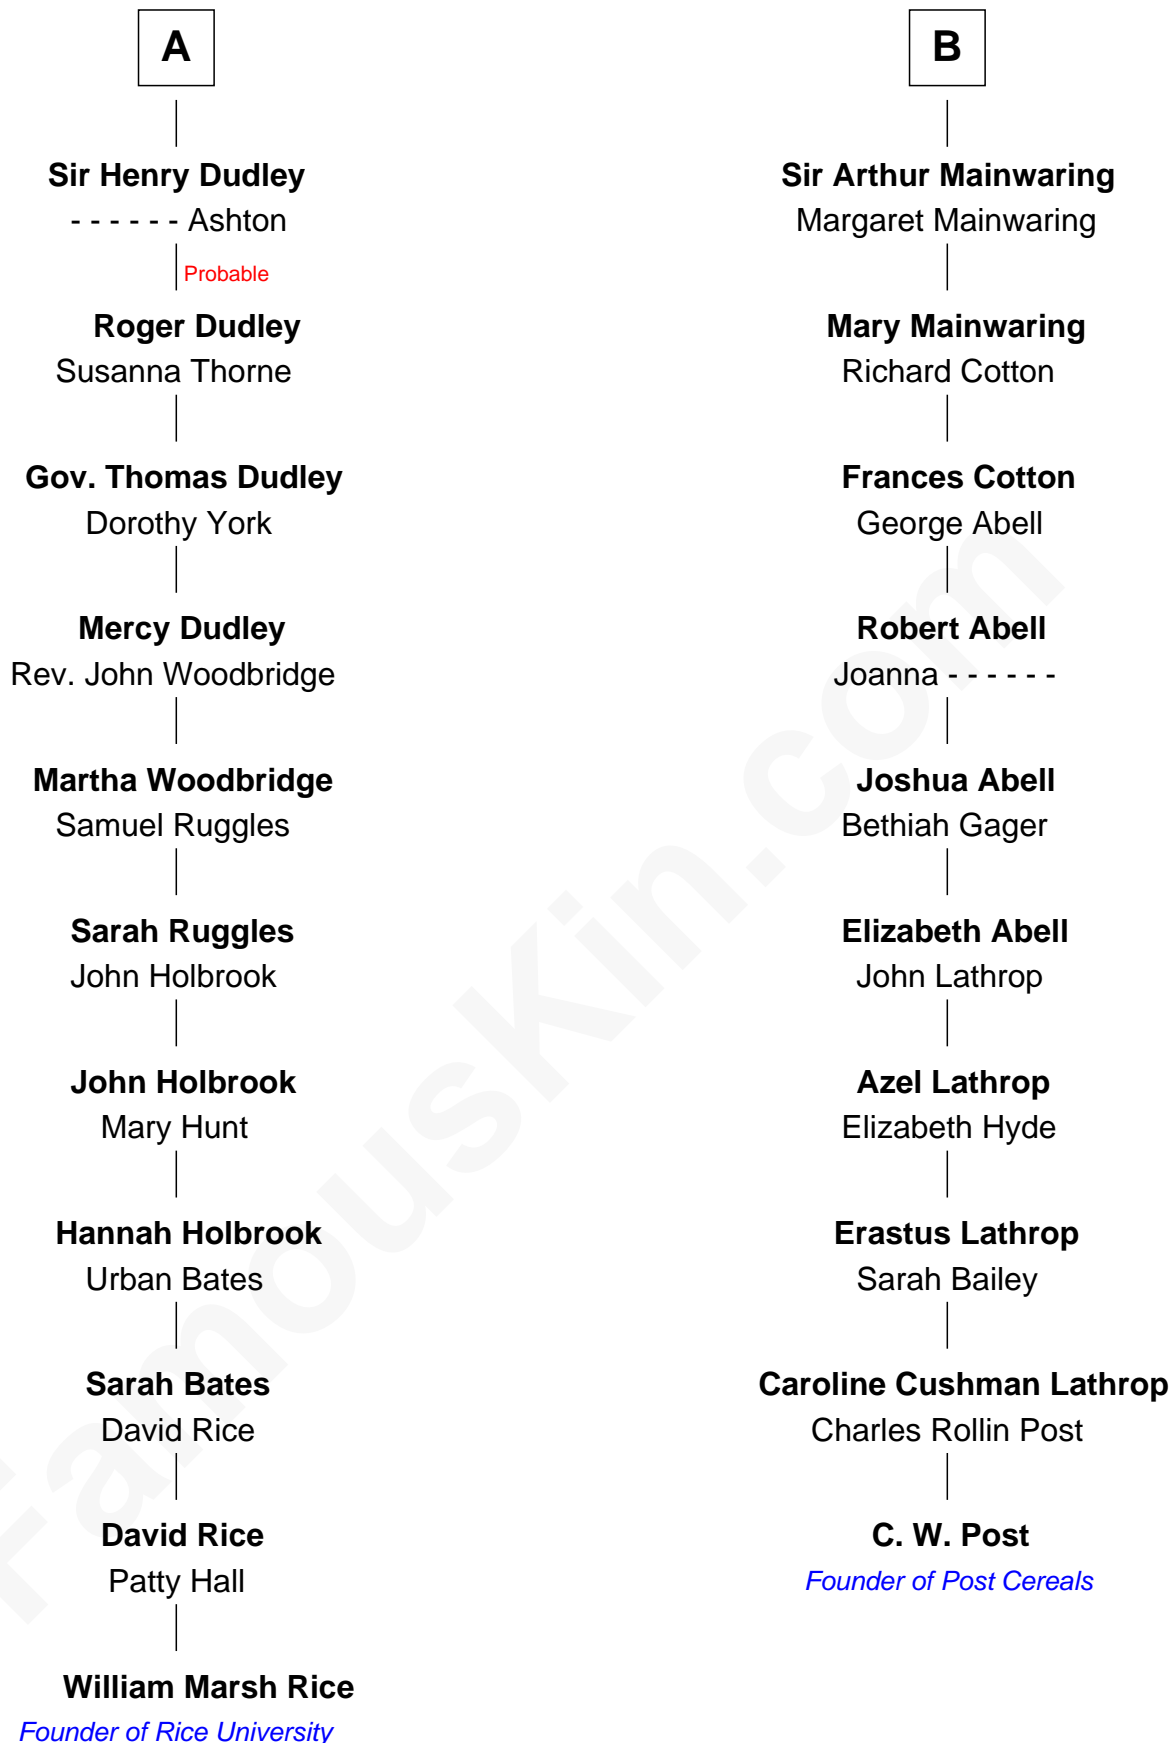 A
Sir Henry Dudley
- - - - - - Ashton
Probable
Roger Dudley
Susanna Thorne
Gov. Thomas Dudley
Dorothy York
Mercy Dudley
Rev. John Woodbridge
Martha Woodbridge
Samuel Ruggles
Sarah Ruggles
John Holbrook
John Holbrook
Mary Hunt
Hannah Holbrook
Urban Bates
Sarah Bates
David Rice
David Rice
Patty Hall
William Marsh Rice
Founder of Rice University
B
Sir Arthur Mainwaring
Margaret Mainwaring
Mary Mainwaring
Richard Cotton
Frances Cotton
George Abell
Robert Abell
Joanna - - - - - -
Joshua Abell
Bethiah Gager
Elizabeth Abell
John Lathrop
Azel Lathrop
Elizabeth Hyde
Erastus Lathrop
Sarah Bailey
Caroline Cushman Lathrop
Charles Rollin Post
C. W. Post
Founder of Post Cereals
FamousKin.com